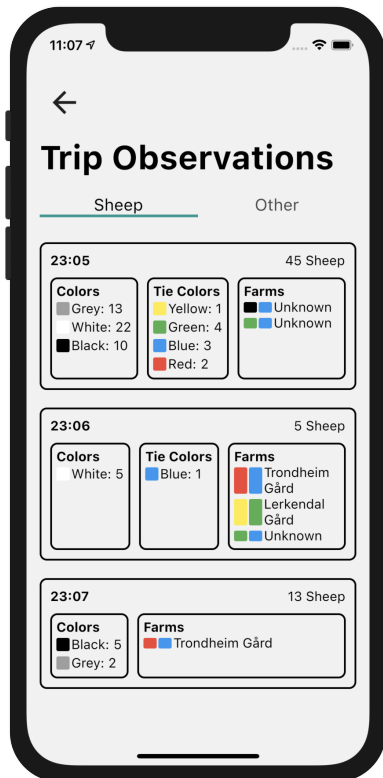 11:07
Trip Observations
Sheep Other
23:05 45 Sheep
Colors
Grey: 13
White: 22
Black: 10
Tie Colors
Yellow: 1
Green: 4
Blue: 3
Red: 2
Farms
Unknown
Unknown
23:06 5 Sheep
Colors
White: 5
Tie Colors
Blue: 1
Farms
Trondheim
Gård
Lerkendal
Gård
Unknown
23:07 13 Sheep
Colors
Black: 5
Grey: 2
Farms
Trondheim Gård